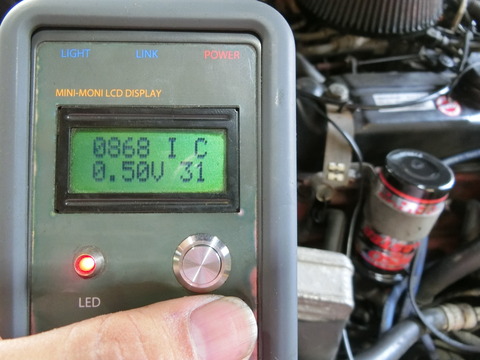 LIGHT LINK POWER
MINI-MONI LCD DISPLAY
0868 I C
0.50V 31
LED